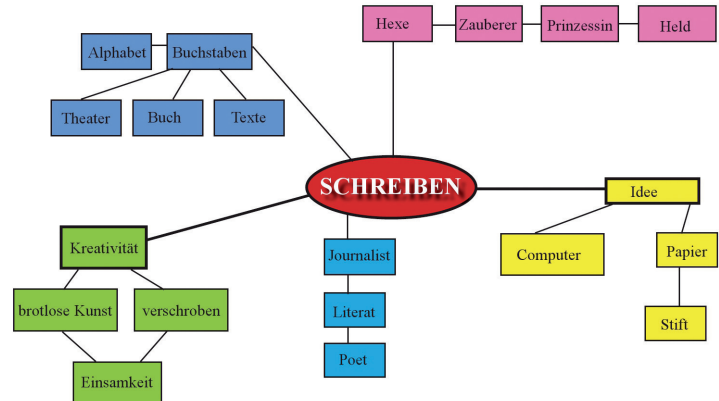 Hexe
Zauberer
Prinzessin
Held
Alphabet
Buchstaben
Theater
Buch
Texte
SCHREIBEN
Idee
Computer
Papier
Stift
Kreativität
brotlose Kunst
verschroben
Einsamkeit
Journalist
Literat
Poet